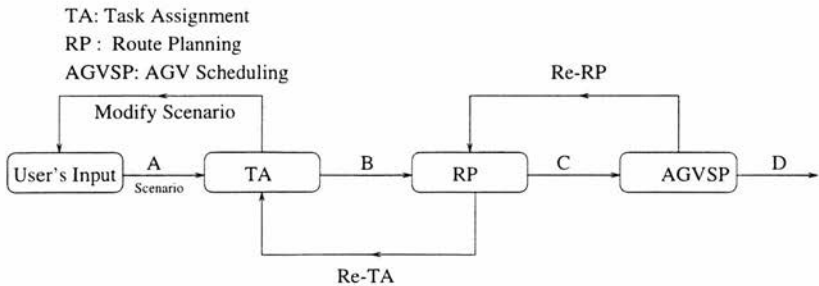 TA: Task Assignment
RP : Route Planning
AGVSP: AGV Scheduling
Re-RP
Modify Scenario
User's Input
A
Scenario
TA
B
RP
C
AGVSP
D
Re-TA